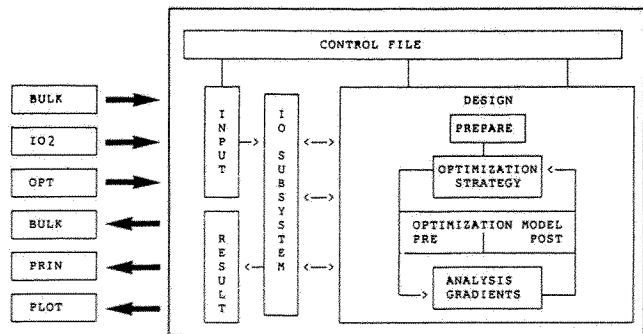 CONTROL FILE
BULK
IO2
OPT
BULK
PRIN
PLOT
INPUT
RESULT
IO SUBSYSTEM
DESIGN
PREPARE
OPTIMIZATION
STRATEGY
OPTIMIZATION MODEL
PRE POST
ANALYSIS
GRADIENTS